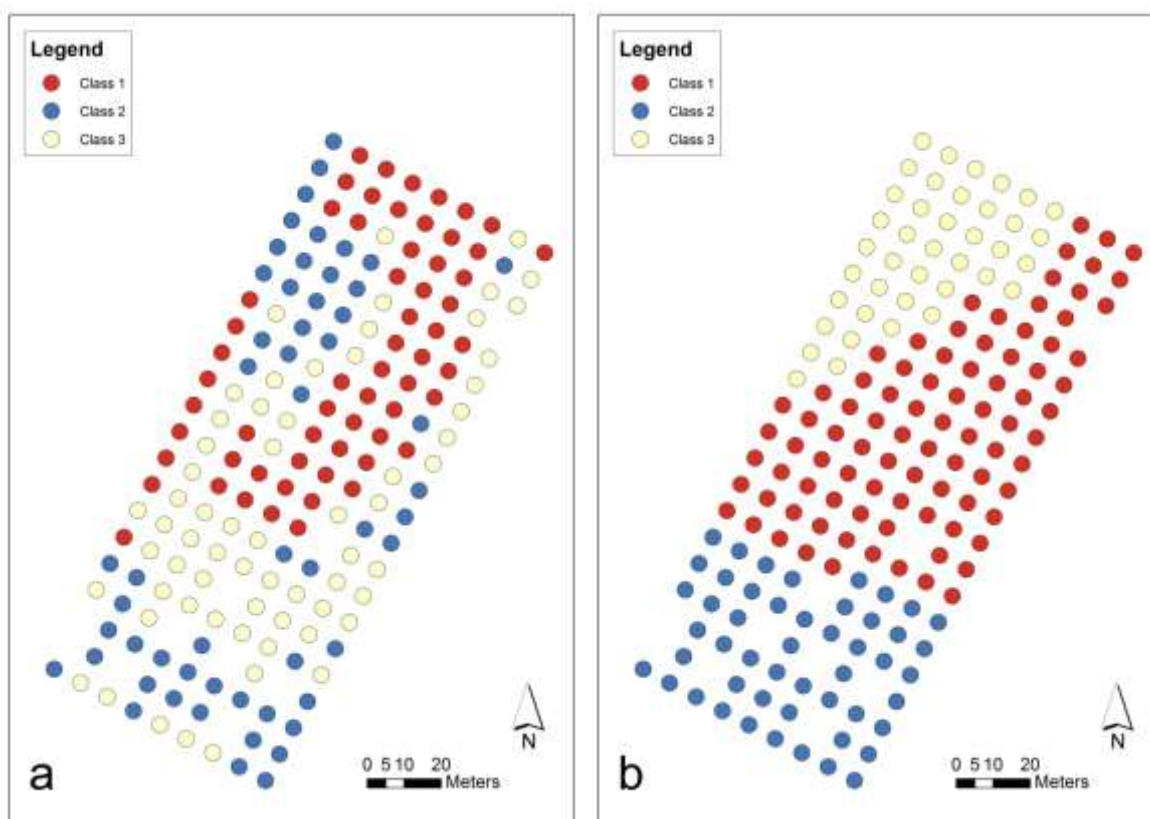 Legend
Class 1
Class 2
Class 3
N
0 5 10 20
Meters
a
Legend
Class 1
Class 2
Class 3
N
0 5 10 20
Meters
b